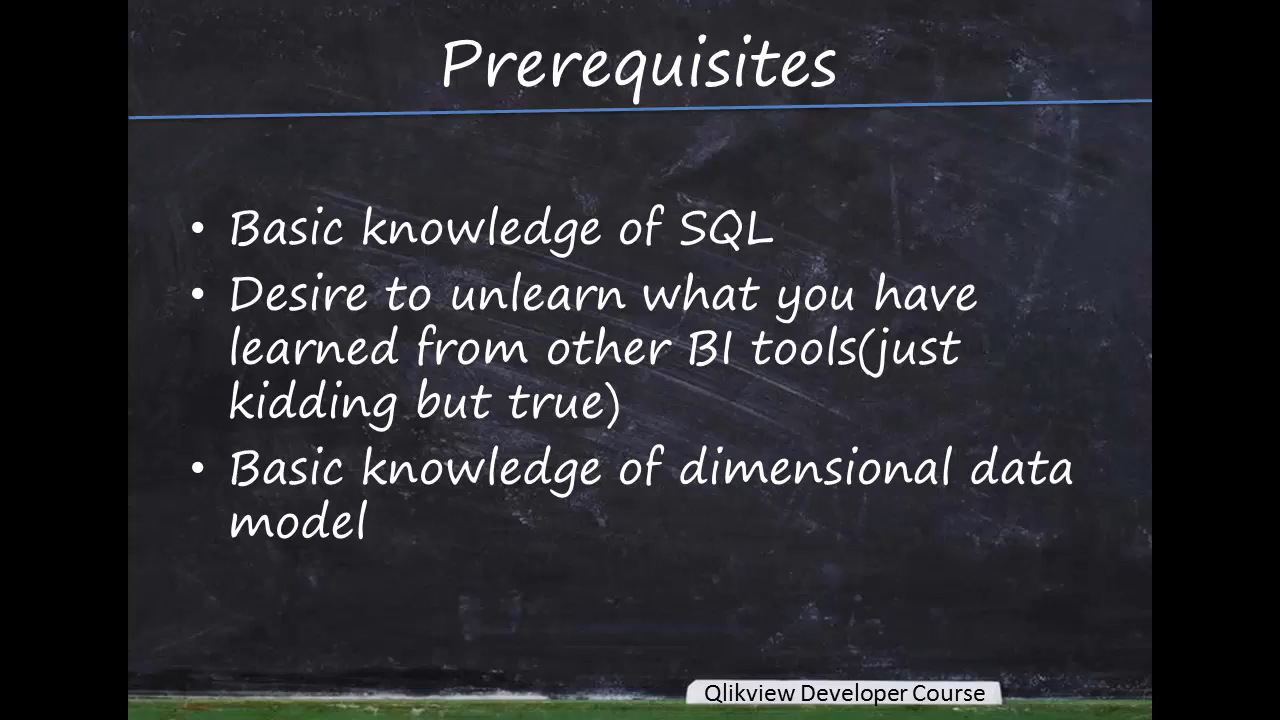 Prerequisites
• Basic knowledge of SQL
• Desire to unlearn what you have
learned from other BI tools(just
kidding but true)
• Basic knowledge of dimensional data
model
Qlikview Developer Course